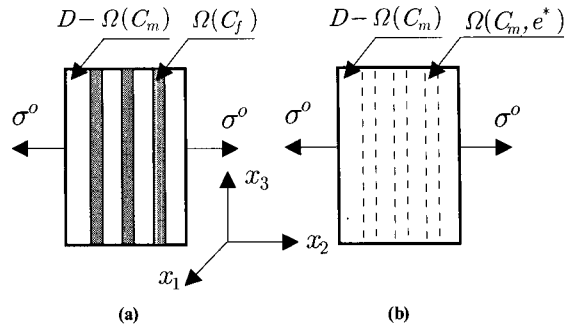 D-Ω(C_m) Ω(C_f) D-Ω(C_m) Ω(C_m, e^*)
σ^o σ^o σ^o σ^o
x_3
x_2
x_1
(a) (b)